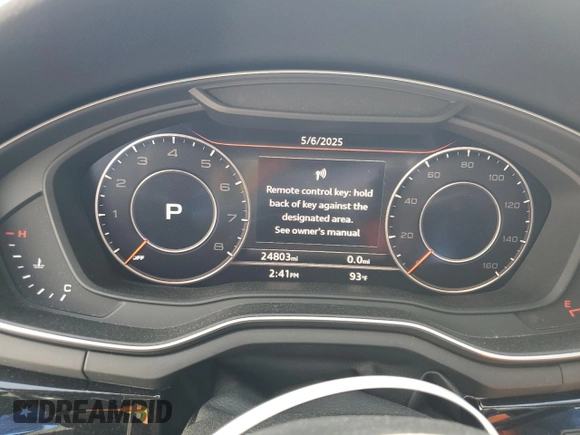 5/6/2025
Remote control key: hold
back of key against the
designated area.
See owner's manual
24803mi 0.0mi
2:41PM 93°F
1 2 3 4 5 6 7 8
OFF
P
20 40 60 80 100 120 140 160
H
C
E
DREAMBID